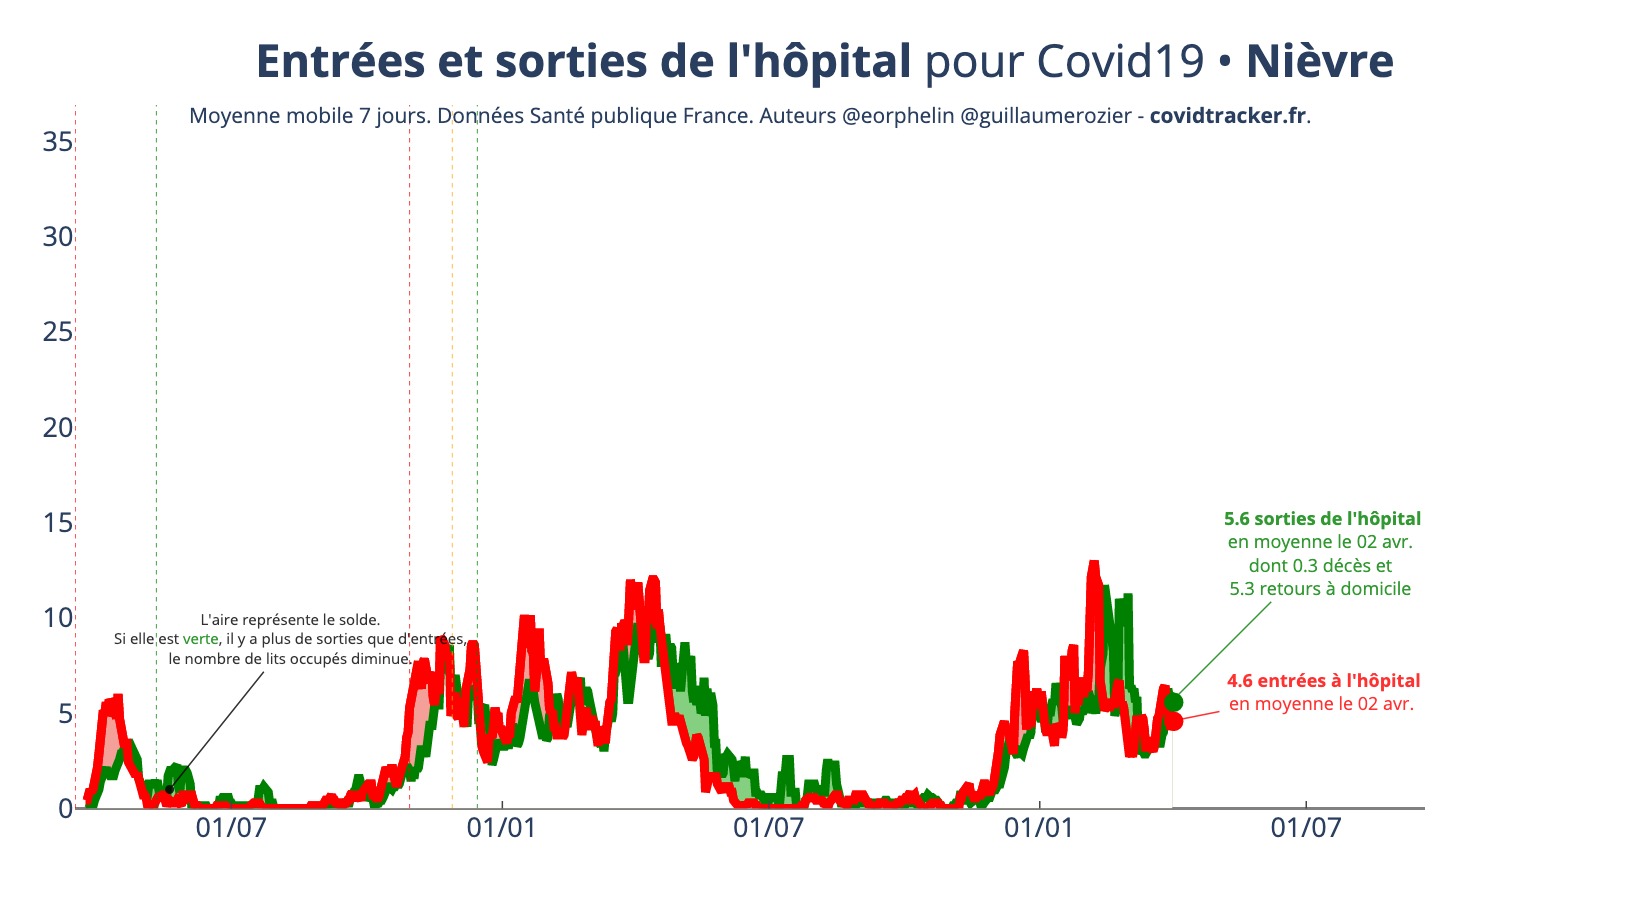 Entrées et sorties de l'hôpital pour Covid19 • Nièvre
Moyenne mobile 7 jours. Données Santé publique France. Auteurs @eorphelin @guillaumerozier - covidtracker.fr.
35
30
25
20
15
10
5
0
L'aire représente le solde.
Si elle est verte, il y a plus de sorties que d'entrées,
le nombre de lits occupés diminue.
5.6 sorties de l'hôpital
en moyenne le 02 avr.
dont 0.3 décès et
5.3 retours à domicile
4.6 entrées à l'hôpital
en moyenne le 02 avr.
01/07
01/01
01/07
01/01
01/07